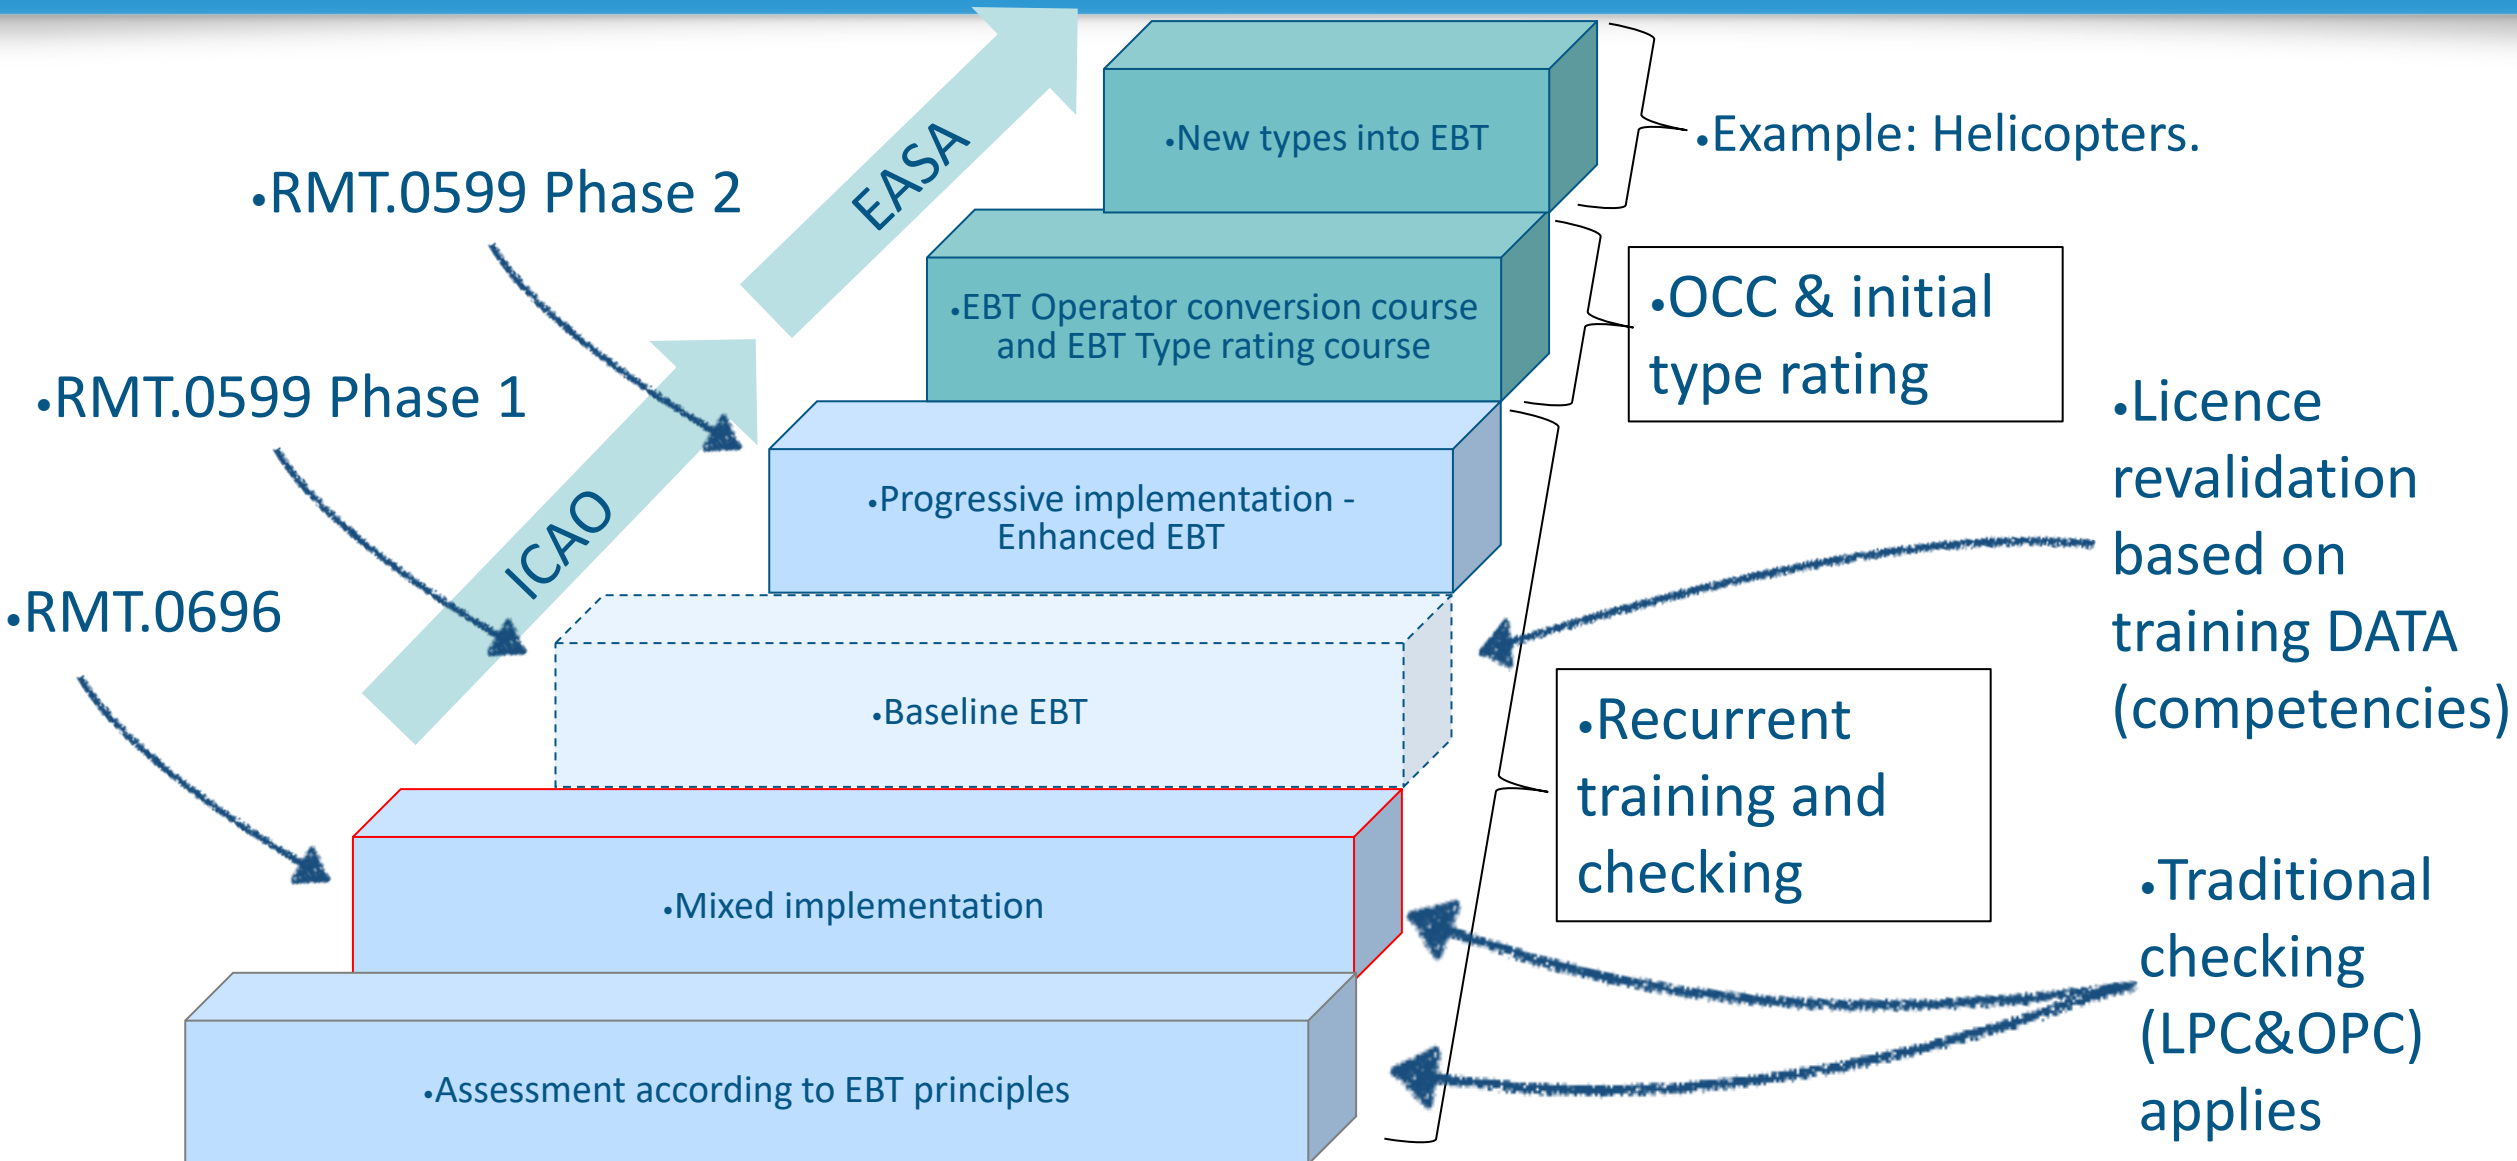 •New types into EBT
•Example: Helicopters.
EASA
•RMT.0599 Phase 2
•EBT Operator conversion course
and EBT Type rating course
•OCC & initial
type rating
•RMT.0599 Phase 1
•Licence
revalidation
based on
training DATA
(competencies)
•Progressive implementation -
Enhanced EBT
ICAO
•RMT.0696
•Baseline EBT
•Recurrent
training and
checking
•Mixed implementation
•Traditional
checking
(LPC&OPC)
applies
•Assessment according to EBT principles